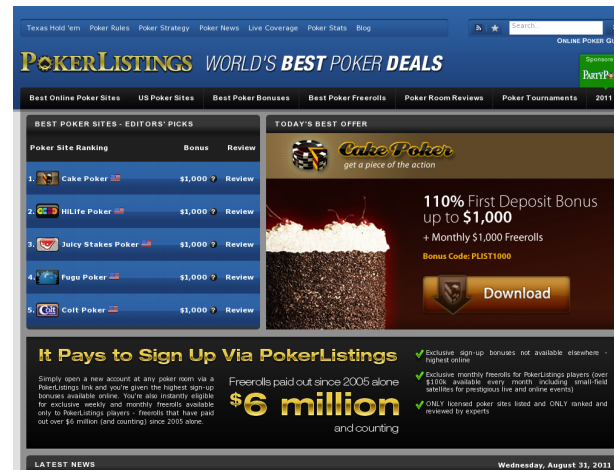 Texas Hold 'em Poker Rules Poker Strategy Poker News Live Coverage Poker Stats Blog
Search...
ONLINE POKER GU
POKERLISTINGS WORLD'S BEST POKER DEALS
Sponsore
PARTYPO
Best Online Poker Sites US Poker Sites Best Poker Bonuses Best Poker Freerolls Poker Room Reviews Poker Tournaments 2011
BEST POKER SITES - EDITORS' PICKS
Poker Site Ranking Bonus Review
1. Cake Poker $1,000 ? Review
2. HiLife Poker $1,000 ? Review
3. Juicy Stakes Poker $1,000 ? Review
4. Fugu Poker $1,000 ? Review
5. Colt Colt Poker $1,000 ? Review
TODAY'S BEST OFFER
Cake Poker
get a piece of the action
110% First Deposit Bonus
up to $1,000
+ Monthly $1,000 Freerolls
Bonus Code: PLIST1000
Download
It Pays to Sign Up Via PokerListings
Simply open a new account at any poker room via a
PokerListings link and you're given the highest sign-up
bonuses available online. You're also instantly eligible
for exclusive weekly and monthly freerolls available
only to PokerListings players - freerolls that have paid
out over $6 million (and counting) since 2005 alone.
Freerolls paid out since 2005 alone
$6 million
and counting
Exclusive sign-up bonuses not available elsewhere -
highest online
Exclusive monthly freerolls for PokerListings players (over
$100k available every month including small-field
satellites for prestigious live and online events)
ONLY licensed poker sites listed and ONLY ranked and
reviewed by experts
LATEST NEWS
Wednesday, August 31, 2011